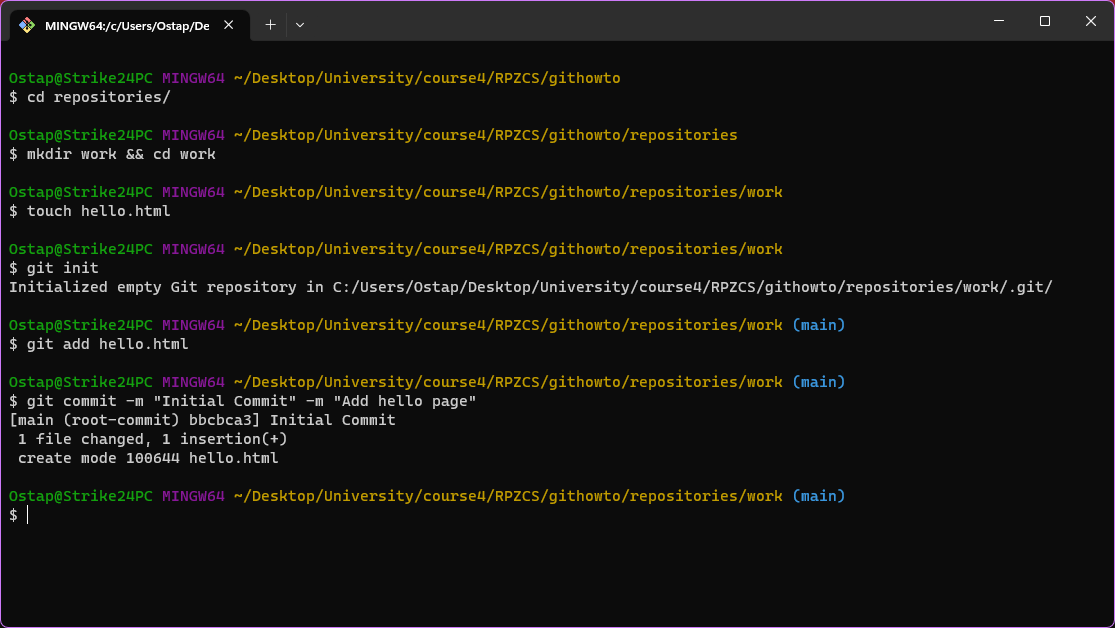 MINGW64:/c/Users/Ostap/De
Ostap@Strike24PC MINGW64 ~/Desktop/University/course4/RPZCS/githowto
$ cd repositories/
Ostap@Strike24PC MINGW64 ~/Desktop/University/course4/RPZCS/githowto/repositories
$ mkdir work && cd work
Ostap@Strike24PC MINGW64 ~/Desktop/University/course4/RPZCS/githowto/repositories/work
$ touch hello.html
Ostap@Strike24PC MINGW64 ~/Desktop/University/course4/RPZCS/githowto/repositories/work
$ git init
Initialized empty Git repository in C:/Users/Ostap/Desktop/University/course4/RPZCS/githowto/repositories/work/.git/
Ostap@Strike24PC MINGW64 ~/Desktop/University/course4/RPZCS/githowto/repositories/work (main)
$ git add hello.html
Ostap@Strike24PC MINGW64 ~/Desktop/University/course4/RPZCS/githowto/repositories/work (main)
$ git commit -m "Initial Commit" -m "Add hello page"
[main (root-commit) bbcbca3] Initial Commit
1 file changed, 1 insertion(+)
create mode 100644 hello.html
Ostap@Strike24PC MINGW64 ~/Desktop/University/course4/RPZCS/githowto/repositories/work (main)
$